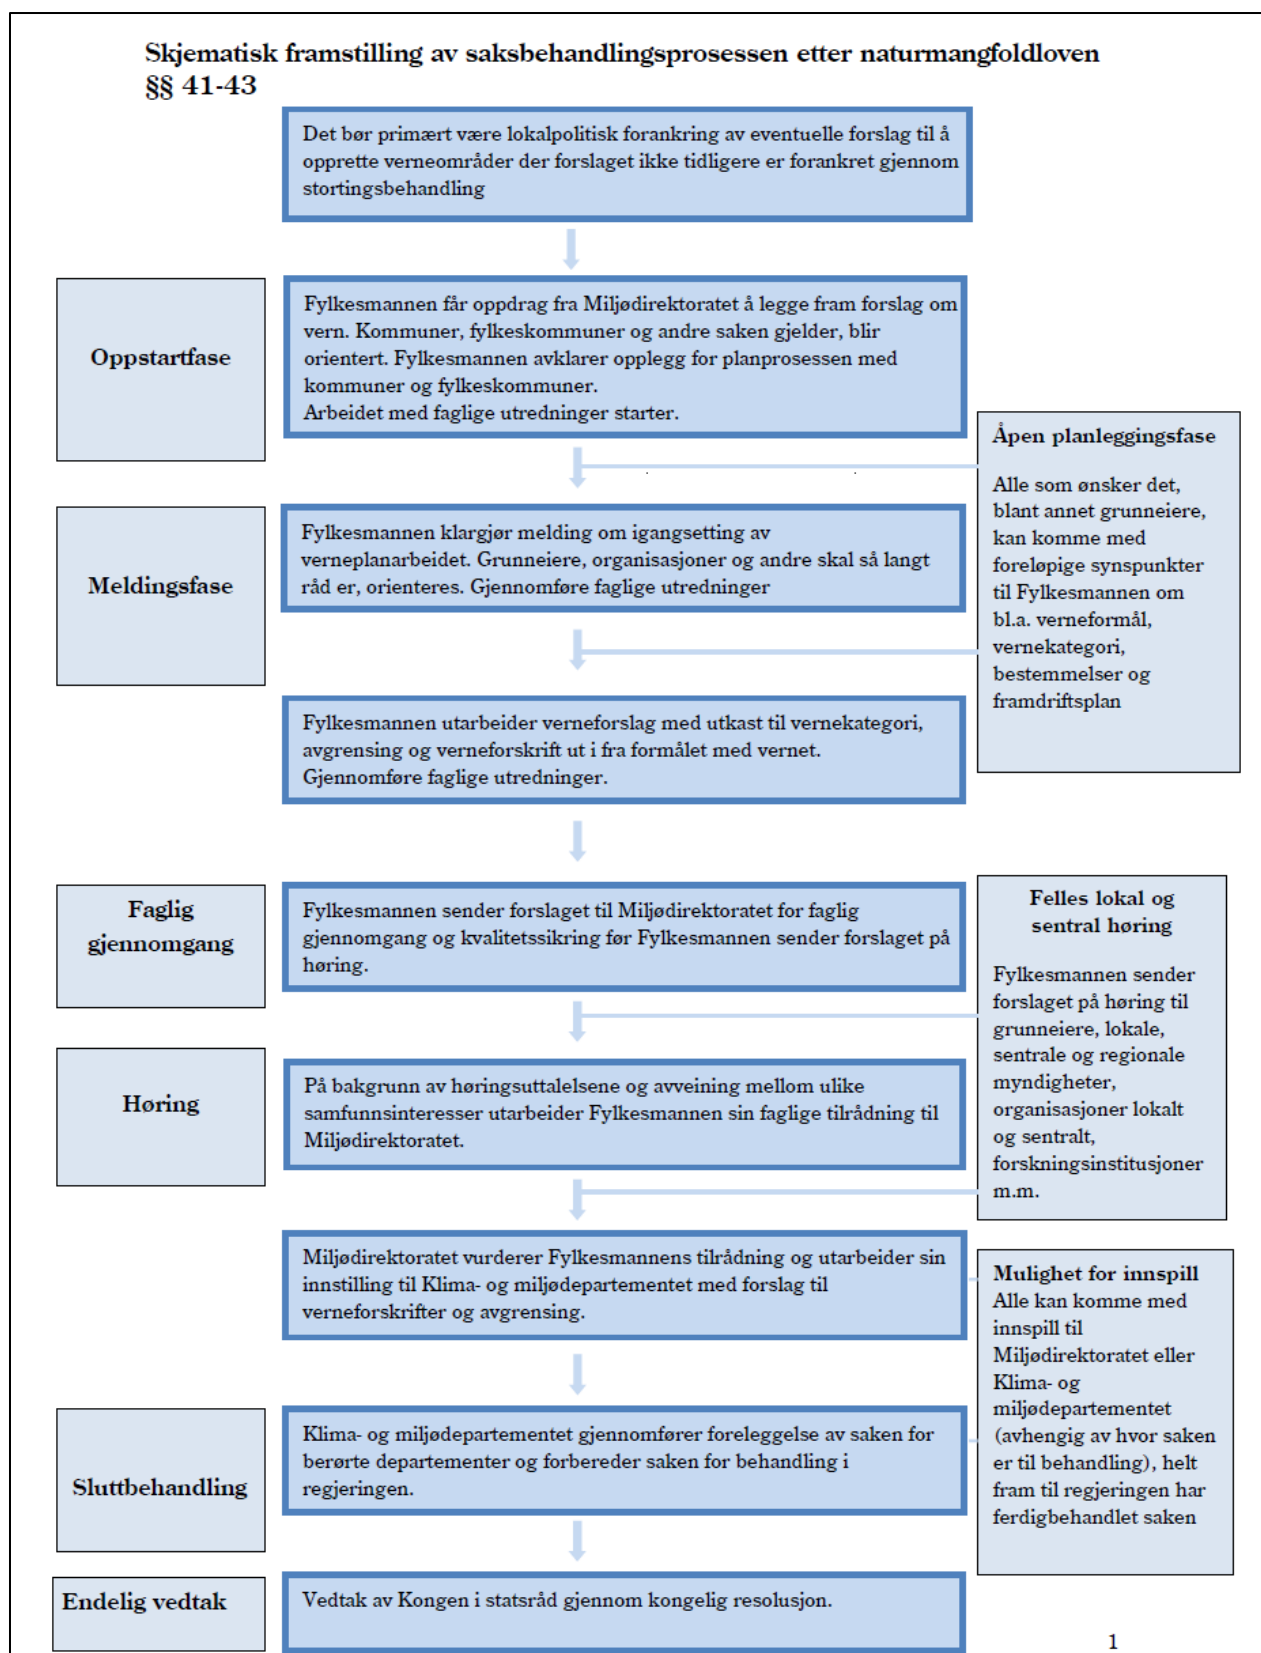 Skjematisk framstilling av saksbehandlingsprosessen etter naturmangfoldloven
§§ 41-43
Det bør primært være lokalpolitisk forankring av eventuelle forslag til å
opprette verneområder der forslaget ikke tidligere er forankret gjennom
stortingsbehandling
Oppstartfase
Fylkesmannen får oppdrag fra Miljødirektoratet å legge fram forslag om
vern. Kommuner, fylkeskommuner og andre saken gjelder, blir
orientert. Fylkesmannen avklarer opplegg for planprosessen med
kommuner og fylkeskommuner.
Arbeidet med faglige utredninger starter.
Åpen planleggingsfase
Alle som ønsker det,
blant annet grunneiere,
kan komme med
foreløpige synspunkter
til Fylkesmannen om
bl.a. verneformål,
vernekategori,
bestemmelser og
framdriftsplan
Meldingsfase
Fylkesmannen klargjør melding om igangsetting av
verneplanarbeidet. Grunneiere, organisasjoner og andre skal så langt
råd er, orienteres. Gjennomføre faglige utredninger
Fylkesmannen utarbeider verneforslag med utkast til vernekategori,
avgrensing og verneforskrift ut i fra formålet med vernet.
Gjennomføre faglige utredninger.
Faglig
gjennomgang
Fylkesmannen sender forslaget til Miljødirektoratet for faglig
gjennomgang og kvalitetssikring før Fylkesmannen sender forslaget på
høring.
Felles lokal og
sentral høring
Fylkesmannen sender
forslaget på høring til
grunneiere, lokale,
sentrale og regionale
myndigheter,
organisasjoner lokalt
og sentralt,
forskningsinstitusjoner
m.m.
Høring
På bakgrunn av høringsuttalelsene og avveining mellom ulike
samfunnsinteresser utarbeider Fylkesmannen sin faglige tilrådning til
Miljødirektoratet.
Miljødirektoratet vurderer Fylkesmannens tilrådning og utarbeider sin
innstilling til Klima- og miljødepartementet med forslag til
verneforskrifter og avgrensing.
Mulighet for innspill
Alle kan komme med
innspill til
Miljødirektoratet eller
Klima- og
miljødepartementet
(avhengig av hvor saken
er til behandling), helt
fram til regjeringen har
ferdigbehandlet saken
Sluttbehandling
Klima- og miljødepartementet gjennomfører foreleggelse av saken for
berørte departementer og forbereder saken for behandling i
regjeringen.
Endelig vedtak
Vedtak av Kongen i statsråd gjennom kongelig resolusjon.
1